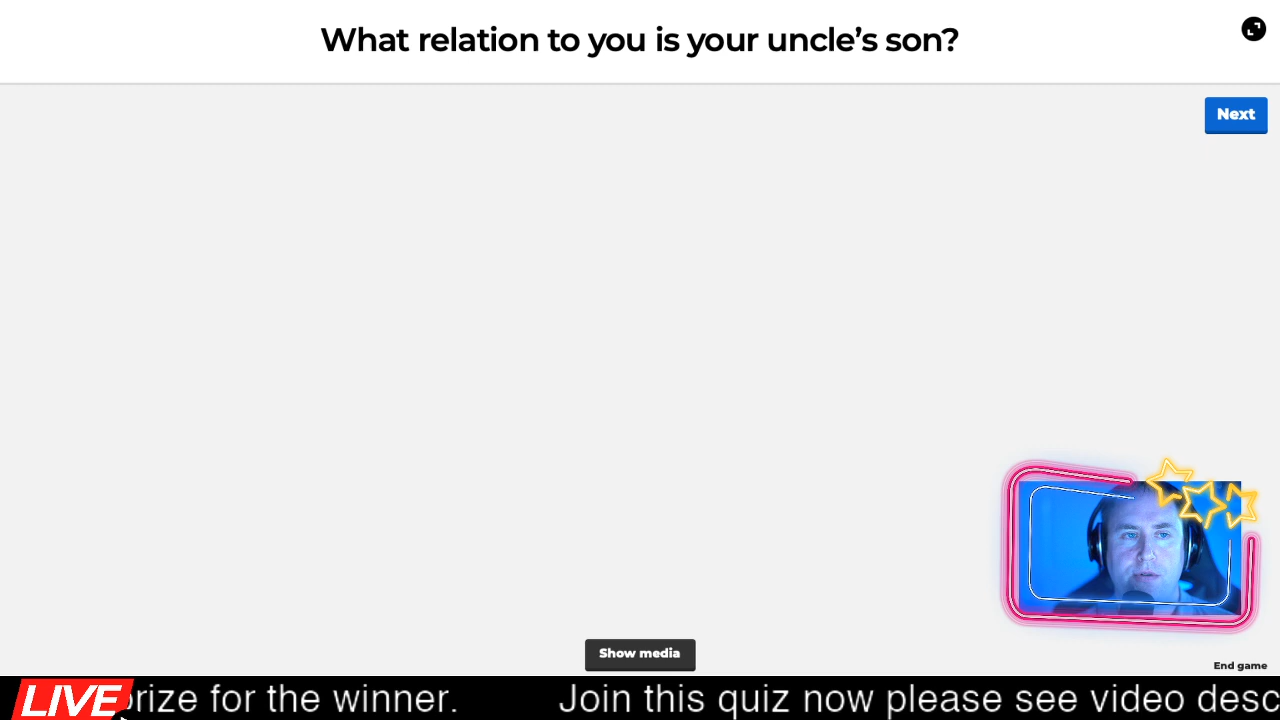 What relation to you is your uncle’s son?
Next
Show media
End game
LIVE
prize for the winner. Join this quiz now please see video desc